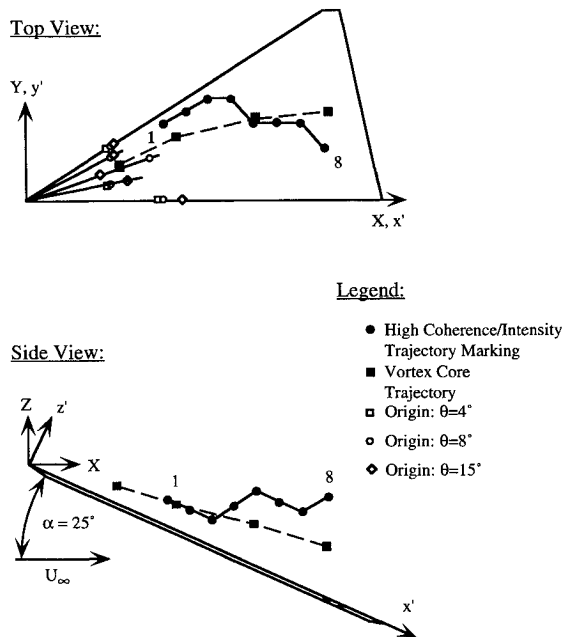 Top View:
Y, y'
1
8
X, x'
Legend:
High Coherence/Intensity
Trajectory Marking
Vortex Core
Trajectory
Origin: θ=4°
Origin: θ=8°
Origin: θ=15°
Side View:
Z
z'
X
1
8
α = 25°
U∞
x'